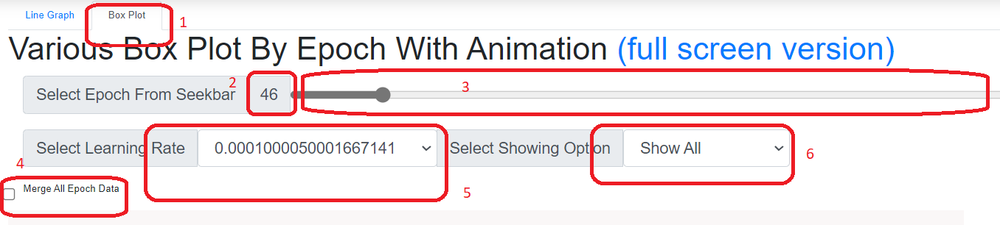 Line Graph Box Plot 1
Various Box Plot By Epoch With Animation (full screen version)
Select Epoch From Seekbar 2 46 3
Select Learning Rate 0.0001000050001667141 Select Showing Option Show All 6
4
Merge All Epoch Data 5